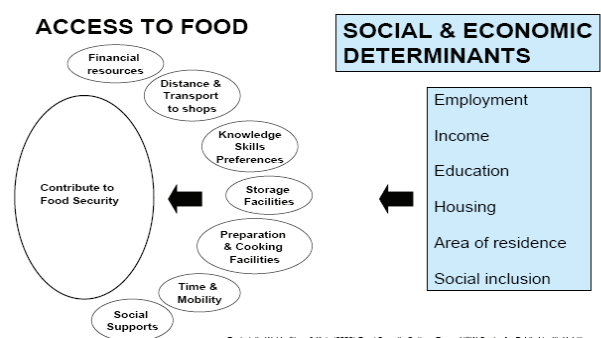 ACCESS TO FOOD
Financial
resources
Distance &
Transport
to shops
Knowledge
Skills
Preferences
Storage
Facilities
Preparation
& Cooking
Facilities
Time &
Mobility
Social
Supports
Contribute to
Food Security
SOCIAL & ECONOMIC
DETERMINANTS
Employment
Income
Education
Housing
Area of residence
Social inclusion